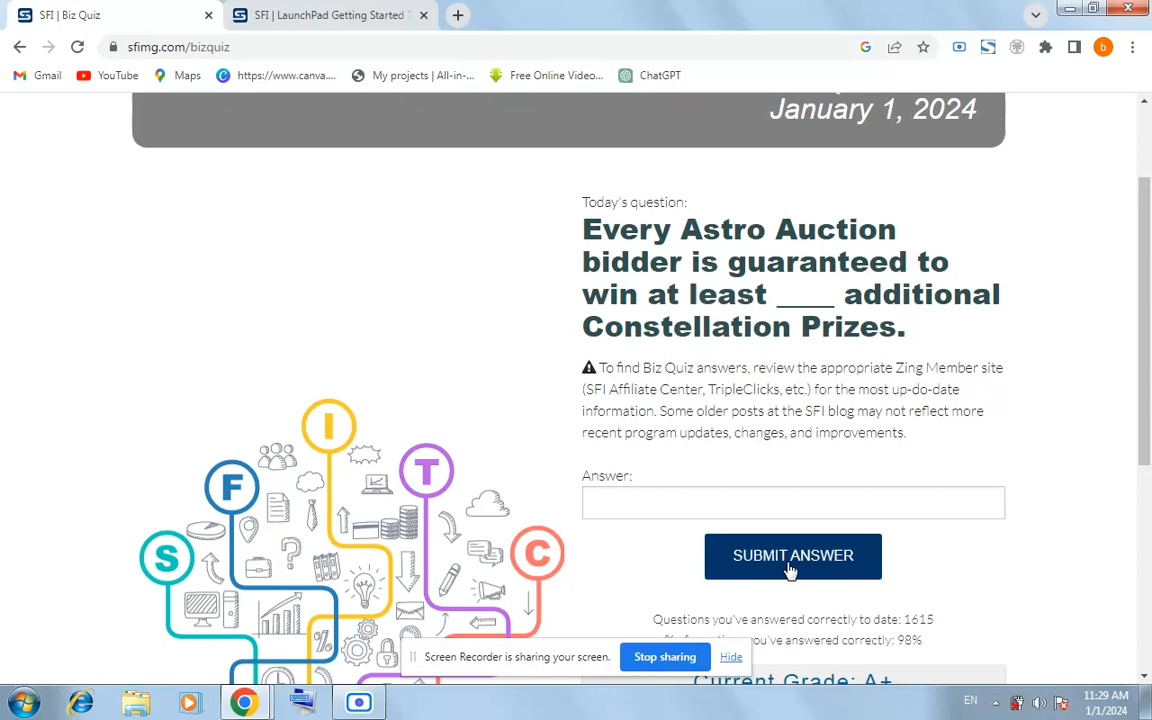 SFI | Biz Quiz
SFI | LaunchPad Getting Started T
sfimg.com/bizquiz
b
Gmail
YouTube
Maps
https://www.canva....
My projects | All-in-...
Free Online Video...
ChatGPT
January 1, 2024
Today's question:
Every Astro Auction
bidder is guaranteed to
win at least ____ additional
Constellation Prizes.
To find Biz Quiz answers, review the appropriate Zing Member site
(SFI Affiliate Center, TripleClicks, etc.) for the most up-do-date
information. Some older posts at the SFI blog may not reflect more
recent program updates, changes, and improvements.
Answer:
SUBMIT ANSWER
S
F
I
T
C
Questions you've answered correctly to date: 1615
you've answered correctly: 98%
Screen Recorder is sharing your screen.
Stop sharing
Hide
Current Grade: A+
EN
11:29 AM
1/1/2024